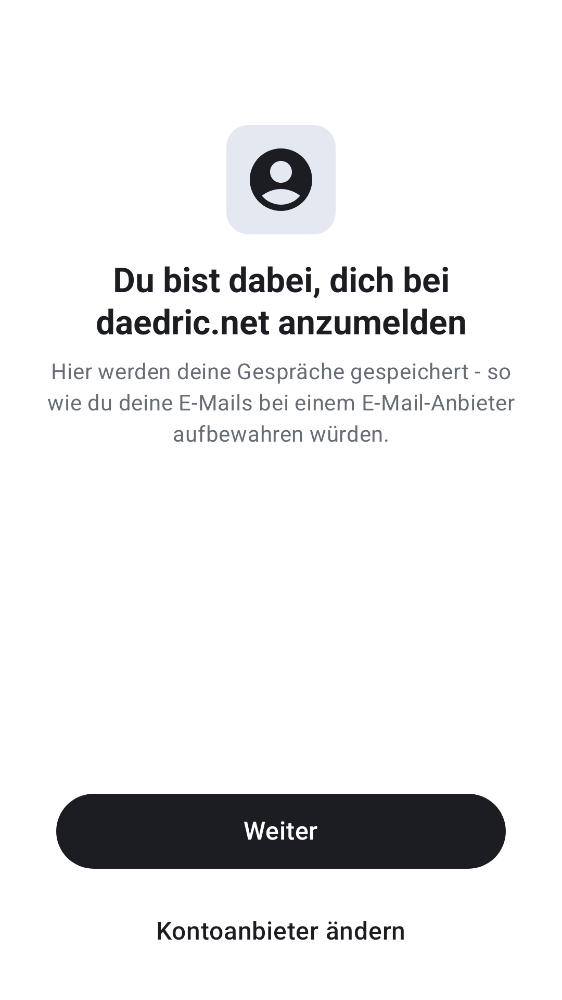 Du bist dabei, dich bei
daedric.net anzumelden
Hier werden deine Gespräche gespeichert - so
wie du deine E-Mails bei einem E-Mail-Anbieter
aufbewahren würden.
Weiter
Kontoanbieter ändern